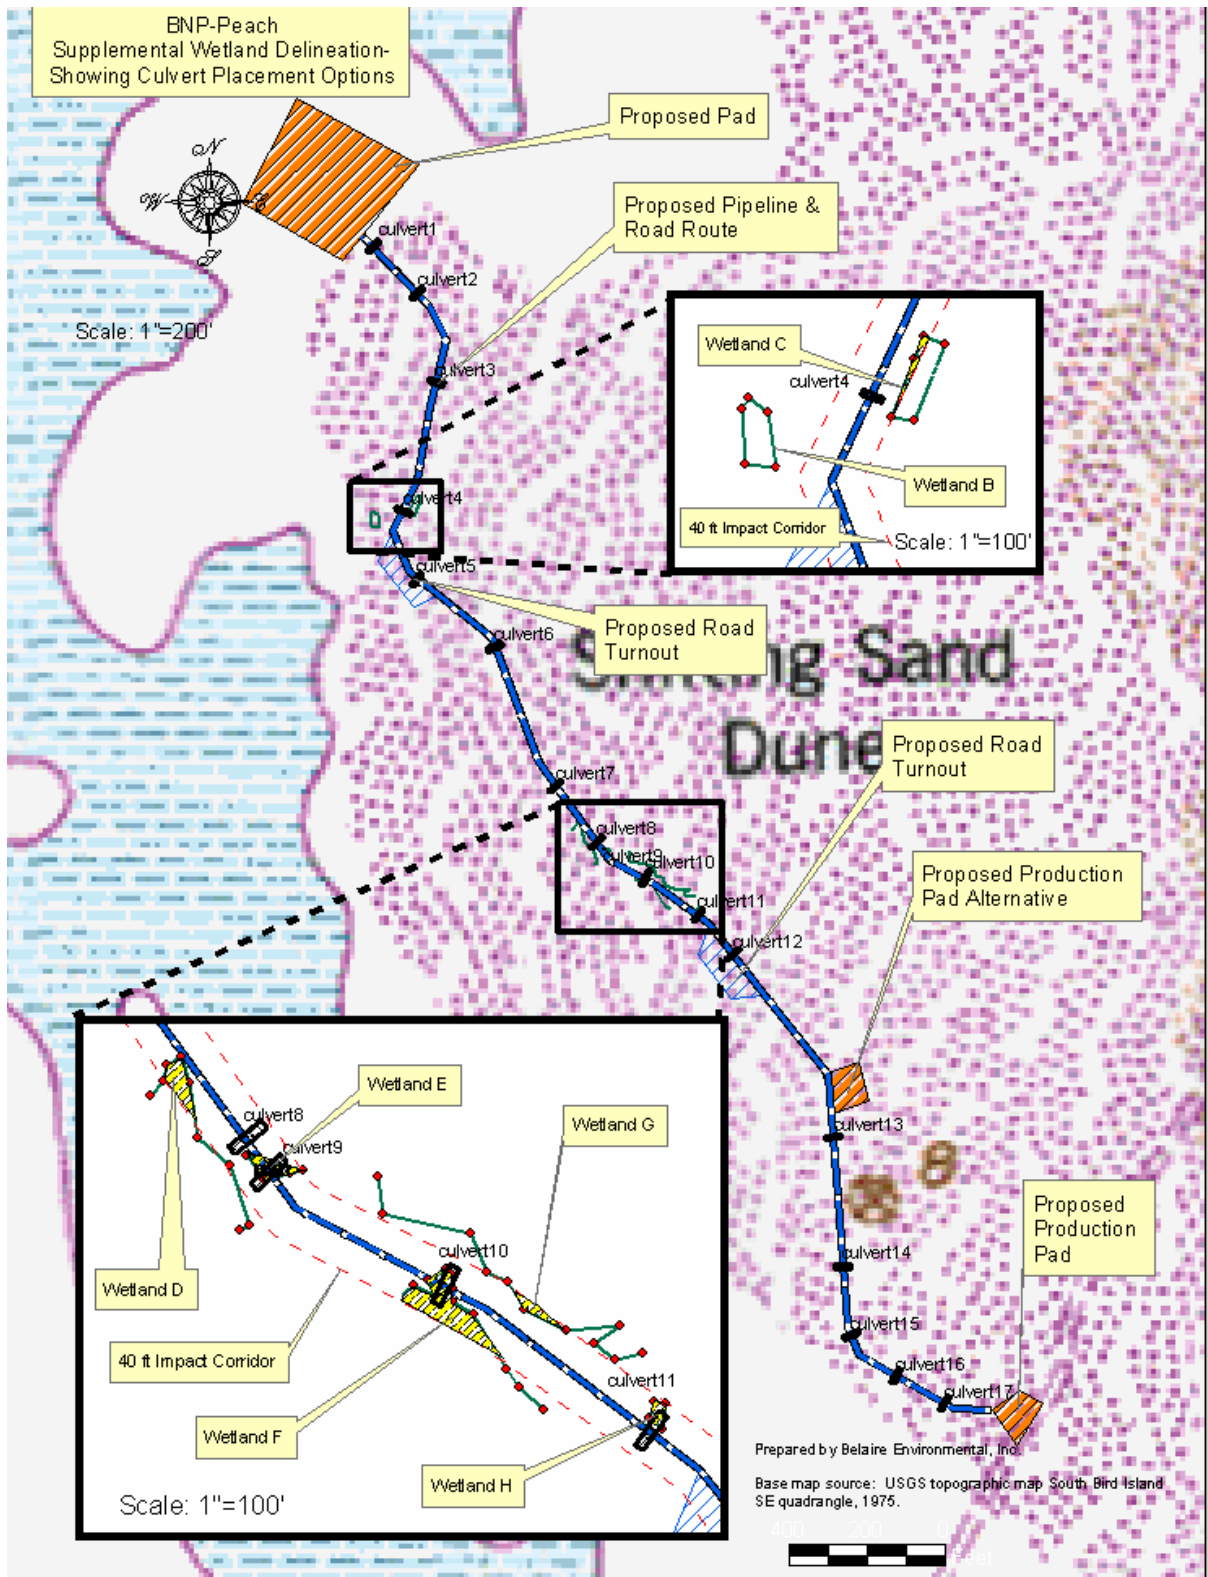 BNP-Peach
Supplemental Wetland Delineation-
Showing Culvert Placement Options
Proposed Pad
N
W
E
S
Proposed Pipeline &
Road Route
culvert1
culvert2
Scale: 1"=200'
culvert3
Wetland C
culvert4
Wetland B
40 ft Impact Corridor
Scale: 1"=100'
culvert4
culvert5
Proposed Road
Turnout
culvert6
Sand
Proposed Road
Turnout
culvert7
culvert8
culvert9
culvert10
Proposed Production
Pad Alternative
culvert11
culvert12
Wetland E
culvert8
culvert9
Wetland G
culvert13
Proposed
Production
Pad
culvert10
culvert14
Wetland D
40 ft Impact Corridor
culvert15
culvert16
culvert11
culvert17
Wetland F
Wetland H
Scale: 1"=100'
Prepared by Belaire Environmental, Inc.
Base map source: USGS topographic map South Bird Island
SE quadrangle, 1975.
400 200 0
Feet